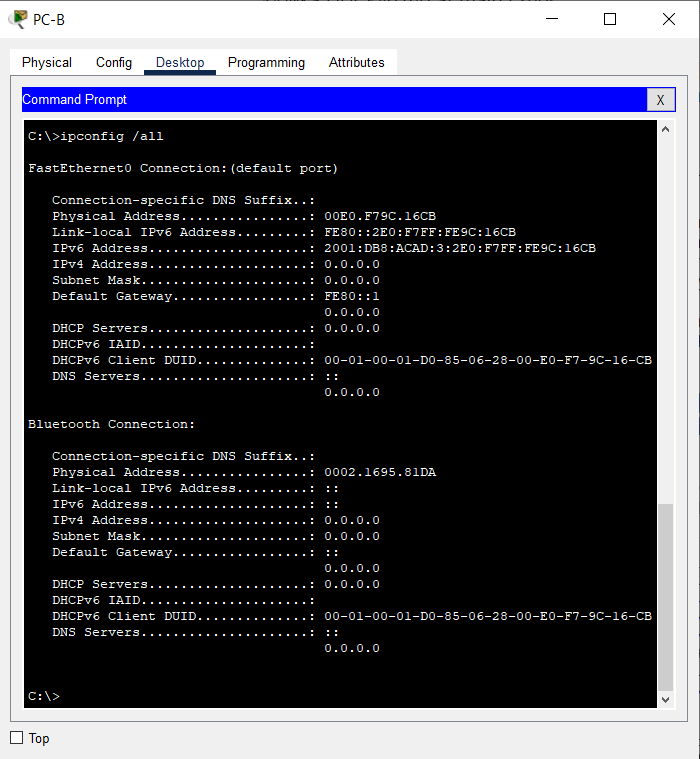 PC-B
Physical Config Desktop Programming Attributes
Command Prompt X
C:\>ipconfig /all
FastEthernet0 Connection:(default port)
Connection-specific DNS Suffix..:
Physical Address................: 00E0.F79C.16CB
Link-local IPv6 Address.........: FE80::2E0:F7FF:FE9C:16CB
IPv6 Address....................: 2001:DB8:ACAD:3:2E0:F7FF:FE9C:16CB
IPv4 Address....................: 0.0.0.0
Subnet Mask.....................: 0.0.0.0
Default Gateway.................: FE80::1
0.0.0.0
DHCP Servers....................: 0.0.0.0
DHCPv6 IAID.....................:
DHCPv6 Client DUID..............: 00-01-00-01-D0-85-06-28-00-E0-F7-9C-16-CB
DNS Servers.....................: ::
0.0.0.0
Bluetooth Connection:
Connection-specific DNS Suffix..:
Physical Address................: 0002.1695.81DA
Link-local IPv6 Address.........: ::
IPv6 Address....................: ::
IPv4 Address....................: 0.0.0.0
Subnet Mask.....................: 0.0.0.0
Default Gateway.................: ::
0.0.0.0
DHCP Servers....................: 0.0.0.0
DHCPv6 IAID.....................:
DHCPv6 Client DUID..............: 00-01-00-01-D0-85-06-28-00-E0-F7-9C-16-CB
DNS Servers.....................: ::
0.0.0.0
C:\>
Top